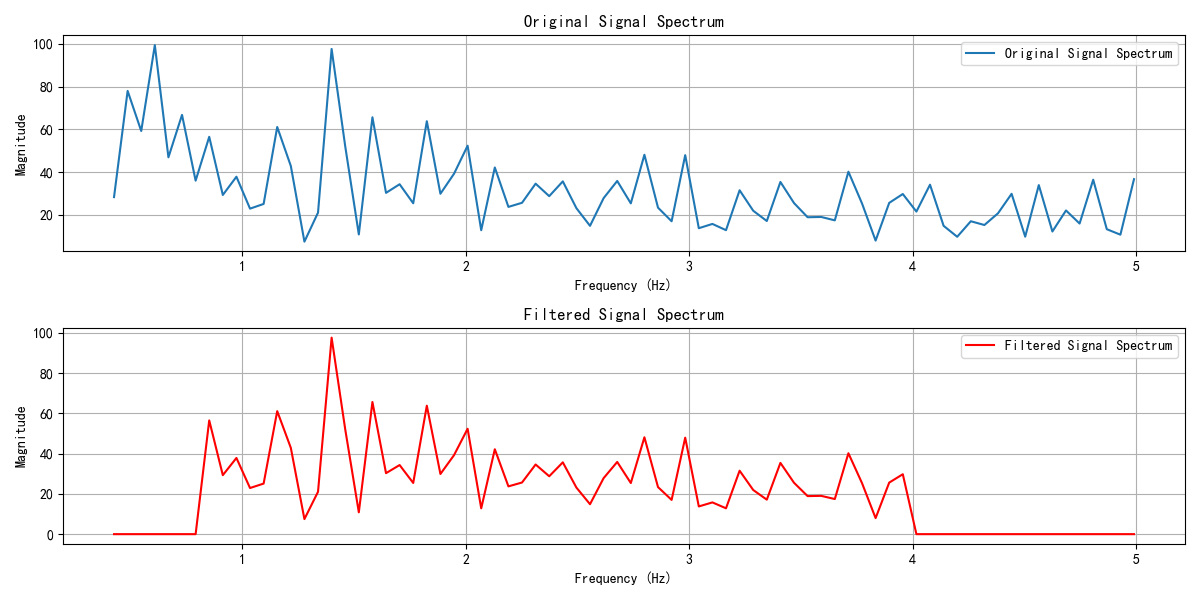 Original Signal Spectrum
Original Signal Spectrum
Magnitude
100
80
60
40
20
1 2 3 4 5
Frequency (Hz)
Filtered Signal Spectrum
Filtered Signal Spectrum
Magnitude
100
80
60
40
20
0
1 2 3 4 5
Frequency (Hz)